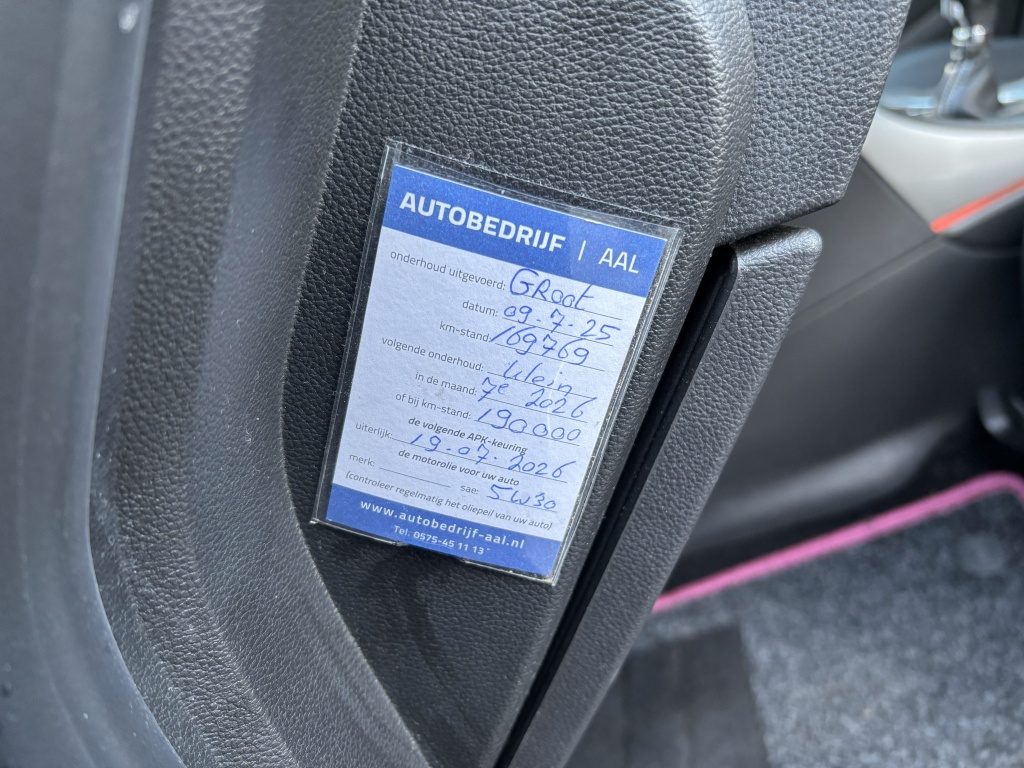 AUTOBEDRIJF | AAL
onderhoud uitgevoerd: GRoot
datum: 09.7.25
km-stand: 169769
volgende onderhoud: klein
in de maand: 7e 2026
of bij km-stand: 190000
de volgende APK-keuring
uiterlijk: 19.07.2026
de motorolie voor uw auto
merk: sae: 5W30
(controleer regelmatig het oliepeil van uw auto)
www.autobedrijf-aal.nl
Tel. 0575-45 11 13